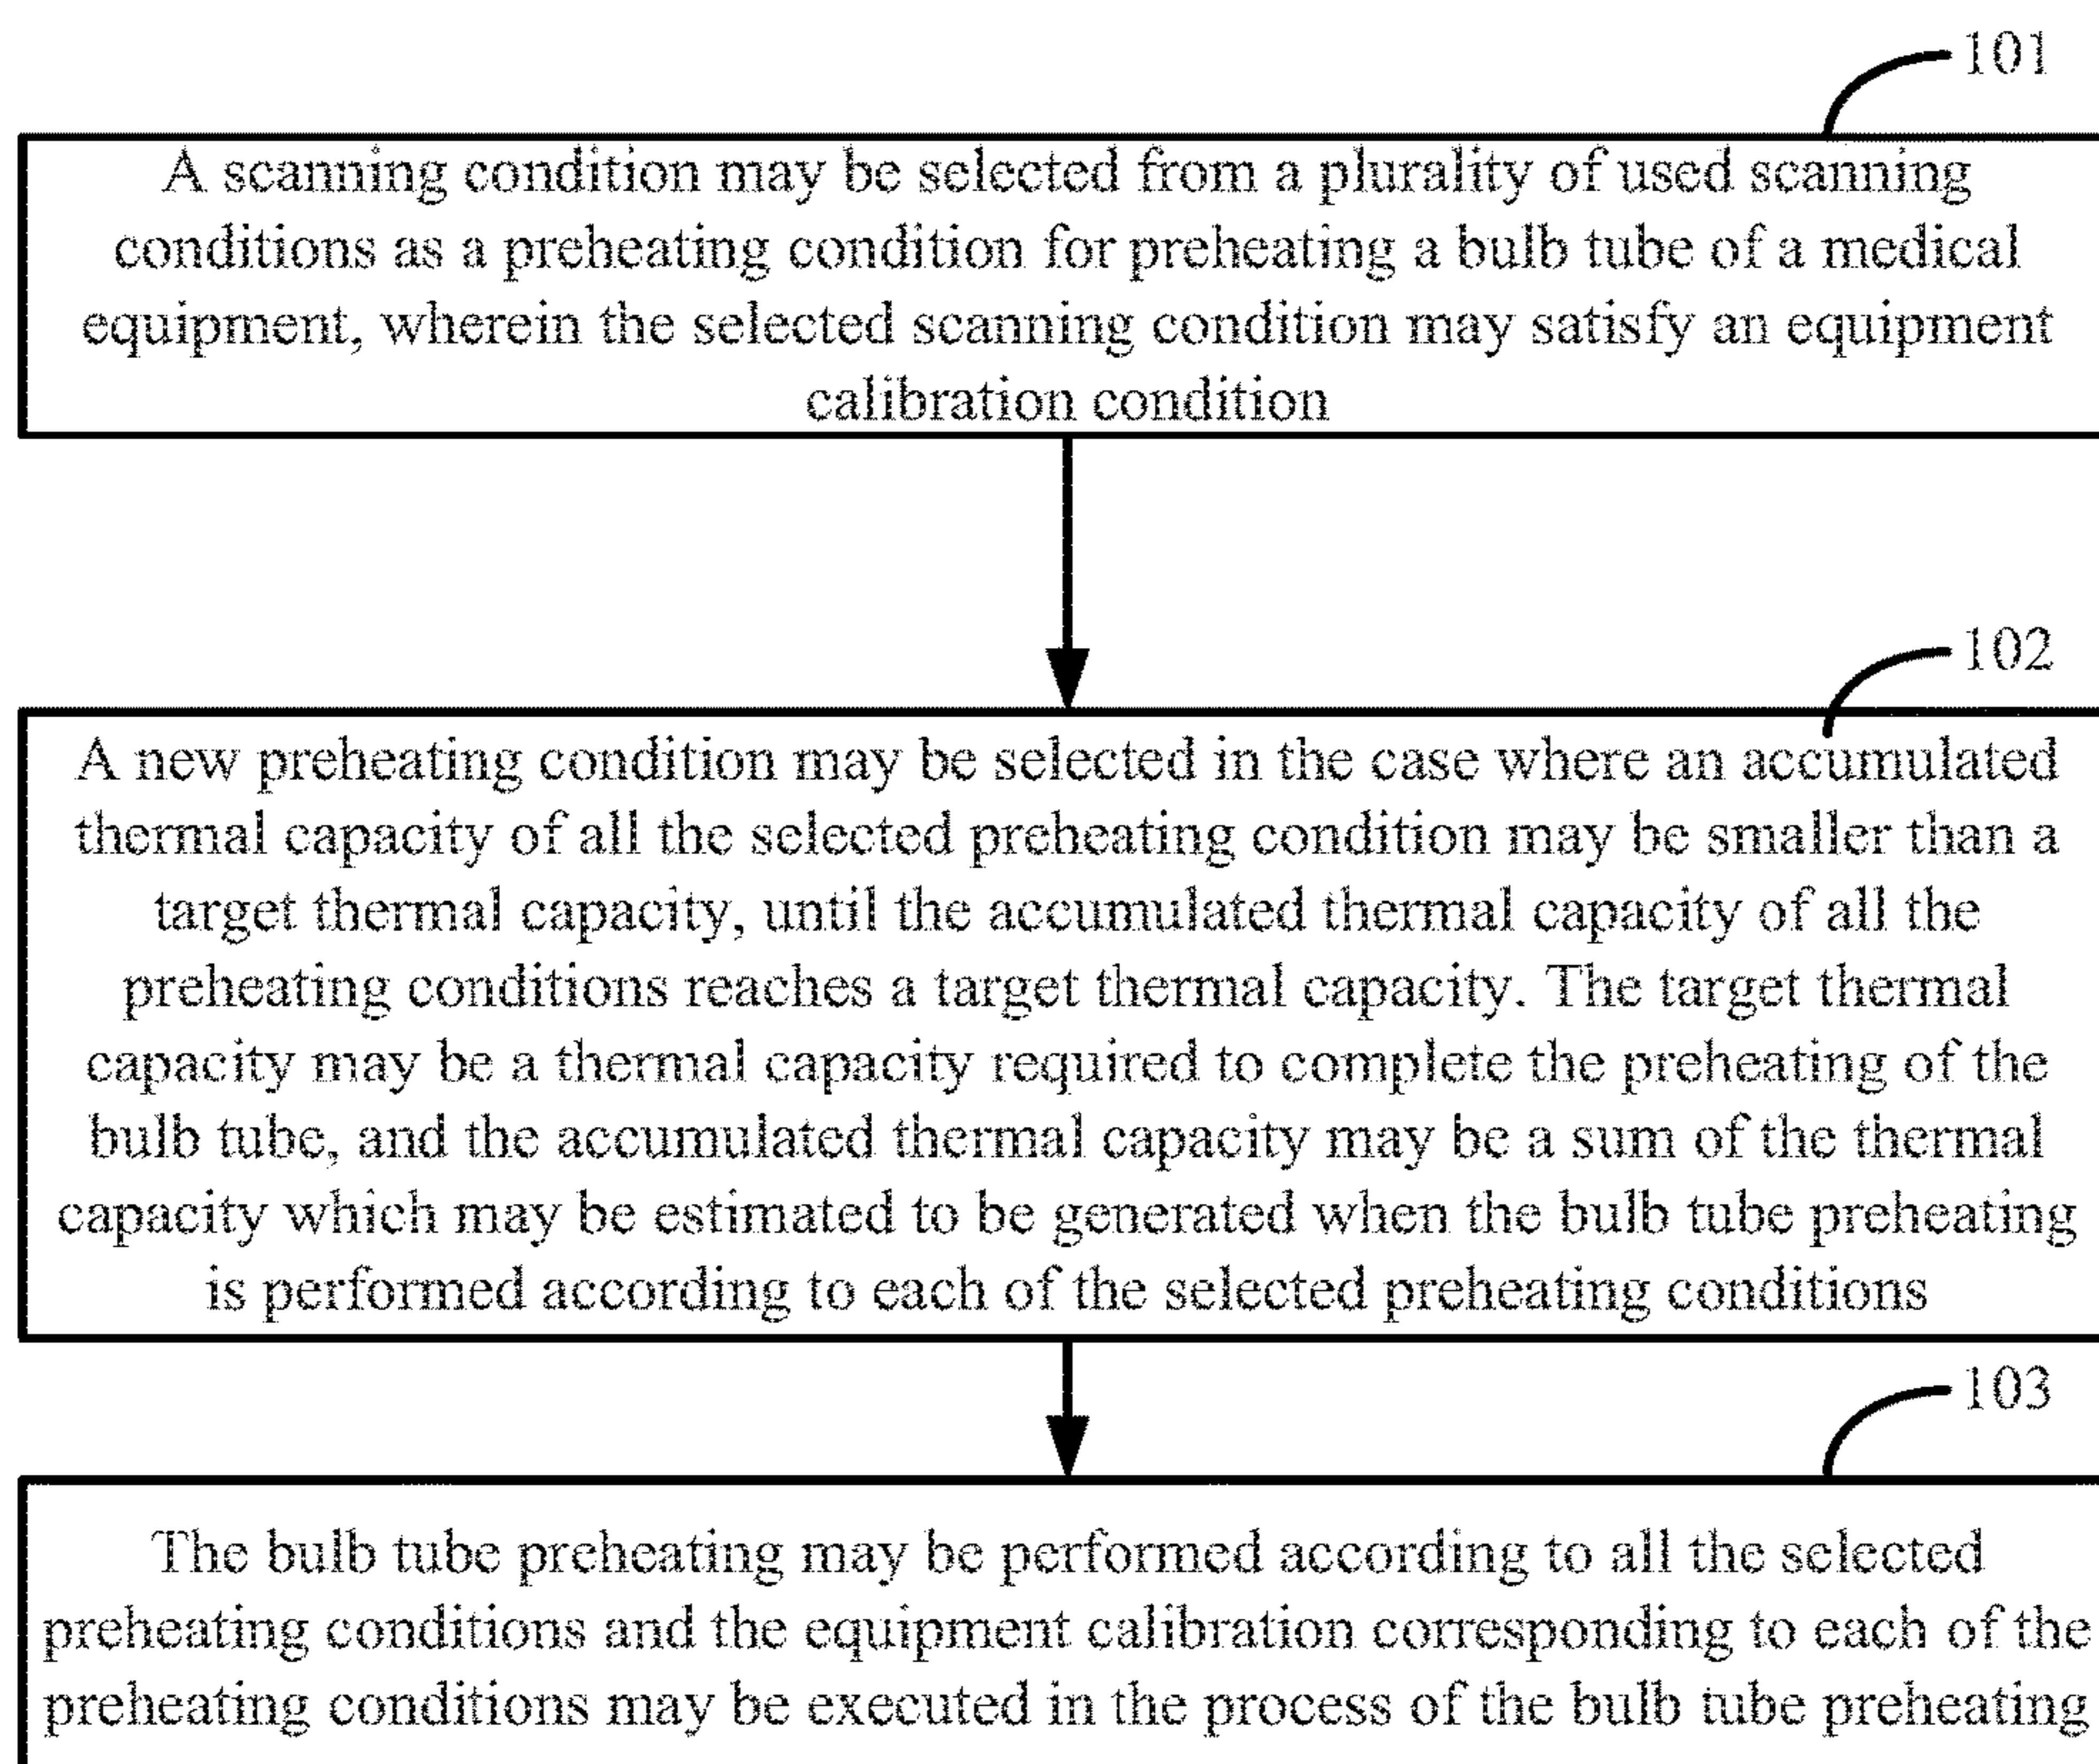 101
A scanning condition may be selected from a plurality of used scanning
conditions as a preheating condition for preheating a bulb tube of a medical
equipment, wherein the selected scanning condition may satisfy an equipment
calibration condition
102
A new preheating condition may be selected in the case where an accumulated
thermal capacity of all the selected preheating condition may be smaller than a
target thermal capacity, until the accumulated thermal capacity of all the
preheating conditions reaches a target thermal capacity. The target thermal
capacity may be a thermal capacity required to complete the preheating of the
bulb tube, and the accumulated thermal capacity may be a sum of the thermal
capacity which may be estimated to be generated when the bulb tube preheating
is performed according to each of the selected preheating conditions
103
The bulb tube preheating may be performed according to all the selected
preheating conditions and the equipment calibration corresponding to each of the
preheating conditions may be executed in the process of the bulb tube preheating